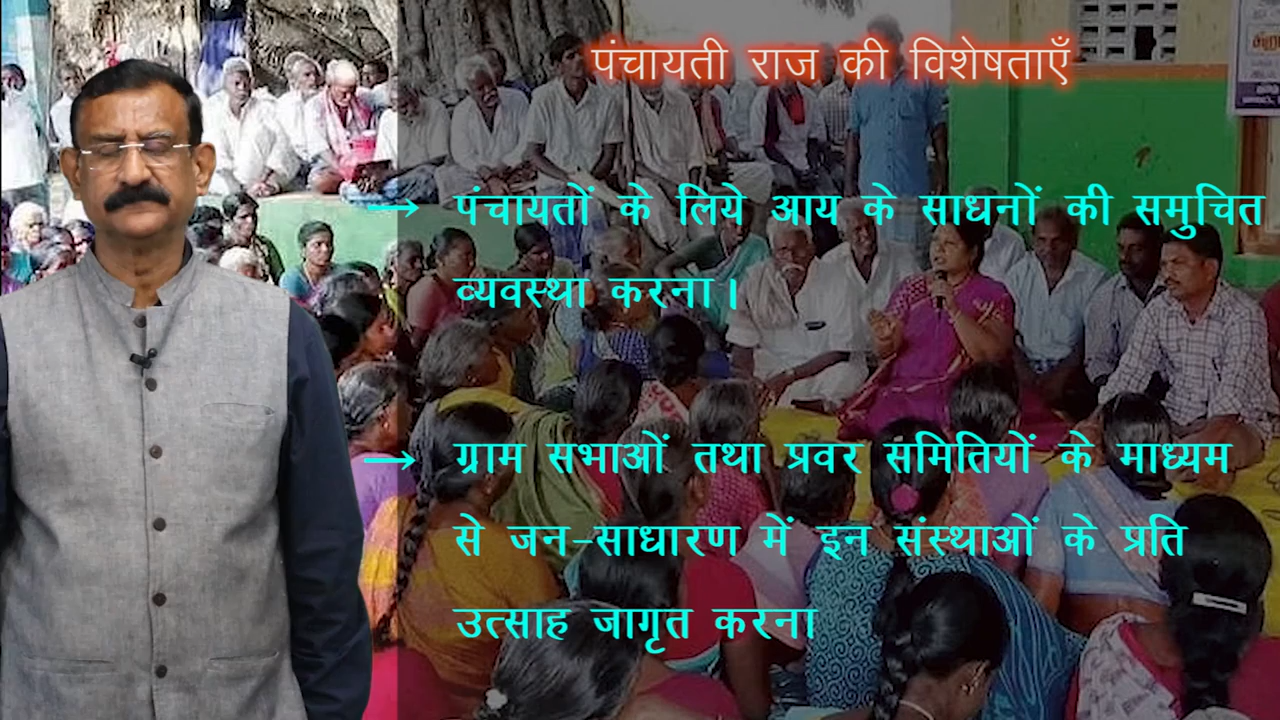 पंचायती राज की विशेषताएँ
→ पंचायतों के लिये आय के साधनों की समुचित
व्यवस्था करना।
→ ग्राम सभाओं तथा प्रवर समितियों के माध्यम
से जन-साधारण में इन संस्थाओं के प्रति
उत्साह जागृत करना